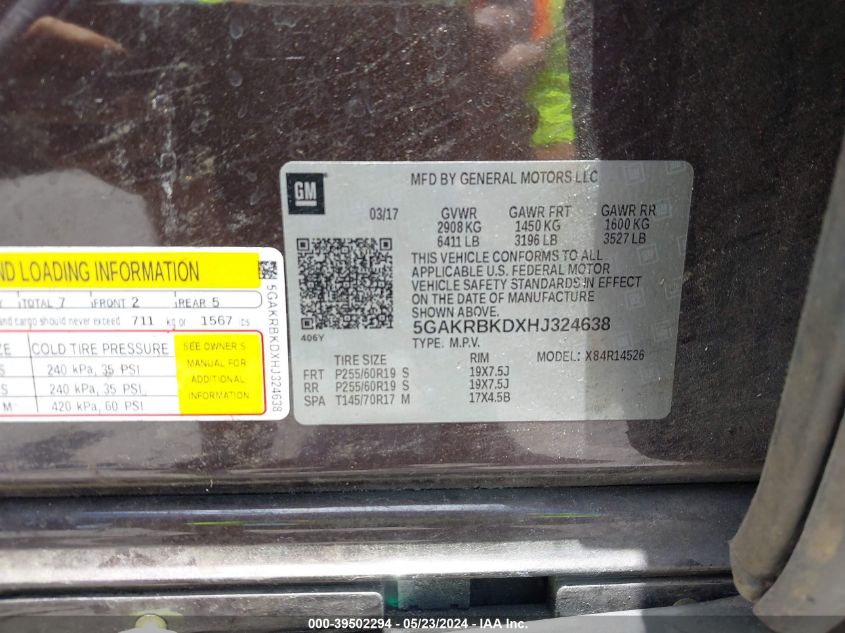 GM
MFD BY GENERAL MOTORS LLC
03/17 GVWR GAWR FRT GAWR RR
2908 KG 1450 KG 1600 KG
6411 LB 3196 LB 3527 LB
THIS VEHICLE CONFORMS TO ALL
APPLICABLE U.S. FEDERAL MOTOR
VEHICLE SAFETY STANDARDS IN EFFECT
ON THE DATE OF MANUFACTURE
SHOWN ABOVE.
406Y
5GAKRBKDXHJ324638
TYPE: M.P.V. MODEL: X84R14526
TIRE SIZE RIM
FRT P255/60R19 S 19X7.5J
RR P255/60R19 S 19X7.5J
SPA T145/70R17 M 17X4.5B
ND LOADING INFORMATION
TOTAL 7 FRONT 2 REAR 5
and cargo should never exceed 711 kg or 1567 lbs
ZE COLD TIRE PRESSURE
S 240 kPa, 35 PSI
S 240 kPa, 35 PSI
M 420 kPa, 60 PSI
SEE OWNER'S
MANUAL FOR
ADDITIONAL
INFORMATION
5GAKRBKDXHJ324638
000-39502294 - 05/23/2024 - IAA Inc.